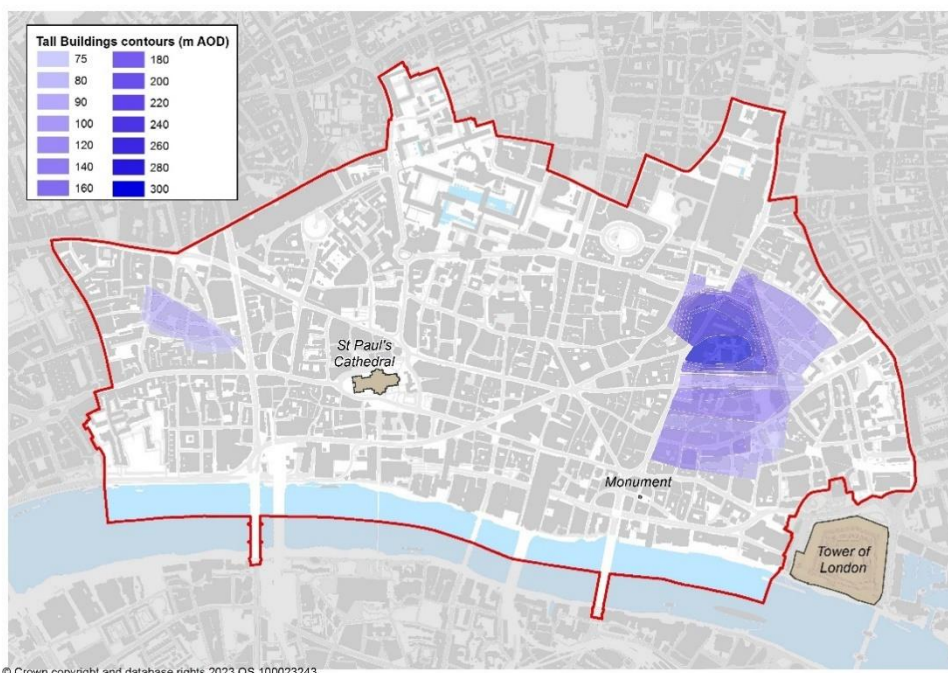 Tall Buildings contours (m AOD)
75 180
80 200
90 220
100 240
120 260
140 280
160 300
St Paul's
Cathedral
Monument
Tower of
London
© Crown copyright and database rights 2023 OS 100023243